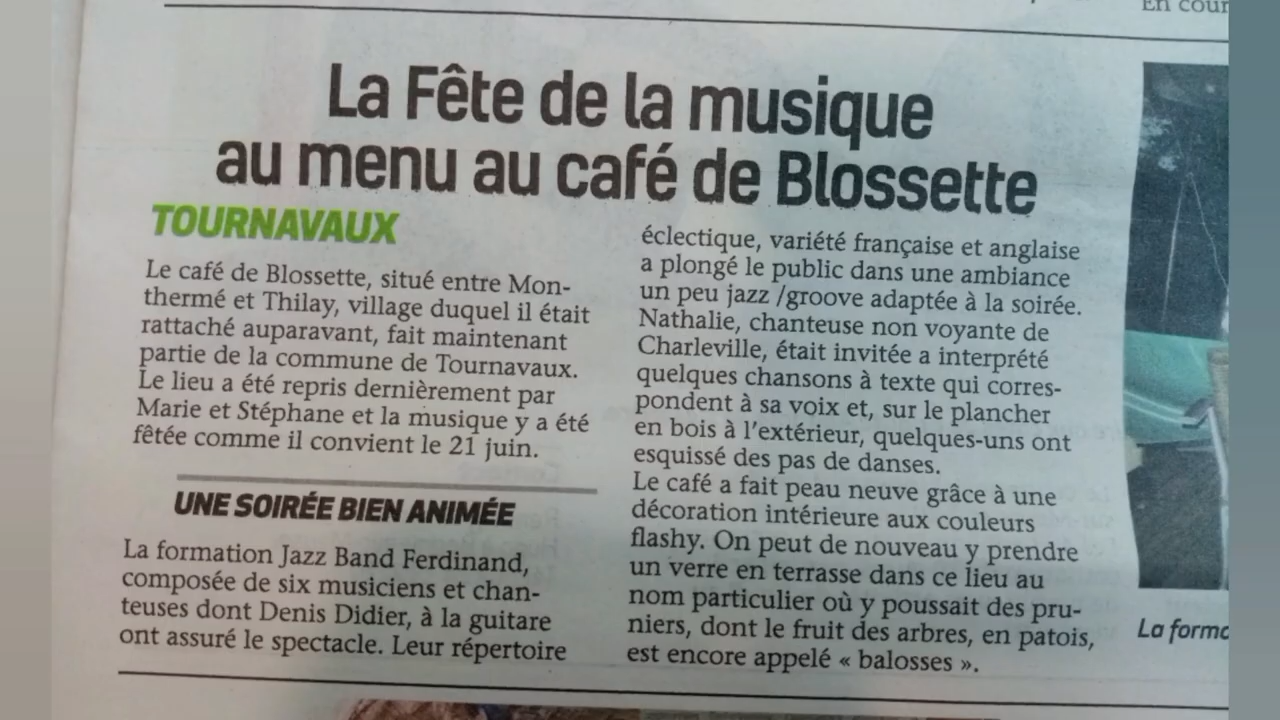 En cour
La Fête de la musique
au menu au café de Blossette
TOURNAVAUX
Le café de Blossette, situé entre Mon-
thermé et Thilay, village duquel il était
rattaché auparavant, fait maintenant
partie de la commune de Tournavaux.
Le lieu a été repris dernièrement par
Marie et Stéphane et la musique y a été
fêtée comme il convient le 21 juin.
UNE SOIRÉE BIEN ANIMÉE
La formation Jazz Band Ferdinand,
composée de six musiciens et chan-
teuses dont Denis Didier, à la guitare
ont assuré le spectacle. Leur répertoire
éclectique, variété française et anglaise
a plongé le public dans une ambiance
un peu jazz /groove adaptée à la soirée.
Nathalie, chanteuse non voyante de
Charleville, était invitée a interprété
quelques chansons à texte qui corres-
pondent à sa voix et, sur le plancher
en bois à l'extérieur, quelques-uns ont
esquissé des pas de danses.
Le café a fait peau neuve grâce à une
décoration intérieure aux couleurs
flashy. On peut de nouveau y prendre
un verre en terrasse dans ce lieu au
nom particulier où y poussait des pru-
niers, dont le fruit des arbres, en patois,
est encore appelé « balosses ».
La forma